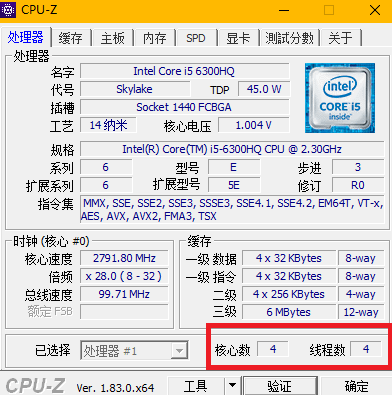 CPU-Z
处理器 缓存 主板 内存 SPD 显卡 測試分數 关于
处理器
名字 Intel Core i5 6300HQ
代号 Skylake TDP 45.0 W
插槽 Socket 1440 FCBGA
工艺 14 纳米 核心电压 1.004 V
intel
CORE i5
inside™
规格 Intel(R) Core(TM) i5-6300HQ CPU @ 2.30GHz
系列 6 型号 E 步进 3
扩展系列 6 扩展型号 5E 修订 R0
指令集 MMX, SSE, SSE2, SSE3, SSSE3, SSE4.1, SSE4.2, EM64T, VT-x,
AES, AVX, AVX2, FMA3, TSX
时钟 (核心 #0)
核心速度 2791.80 MHz
倍频 x 28.0 ( 8 - 32 )
总线速度 99.71 MHz
额定 FSB
缓存
一级 数据 4 x 32 KBytes 8-way
一级 指令 4 x 32 KBytes 8-way
二级 4 x 256 KBytes 4-way
三级 6 MBytes 12-way
已选择 处理器 #1 核心数 4 线程数 4
CPU-Z Ver. 1.83.0.x64 工具 验证 确定